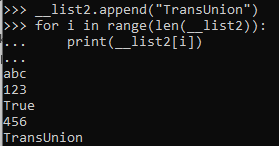 >>> __list2.append("TransUnion")
>>> for i in range(len(__list2)):
...     print(__list2[i])
...
abc
123
True
456
TransUnion